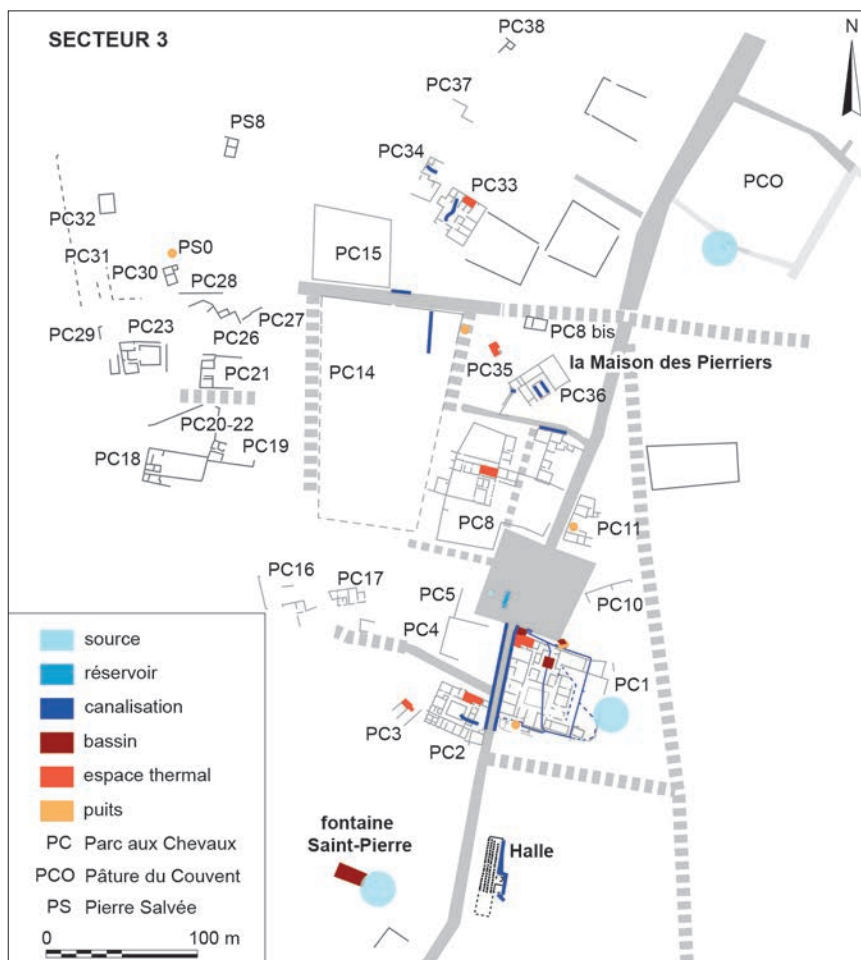 SECTEUR 3
N
PC38
PC37
PS8
PC34
PC33
PCO
PC32
PS0
PC31
PC30
PC28
PC15
PC27
PC29
PC23
PC26
PC21
PC14
PC8 bis
PC35
la Maison des Pierriers
PC36
PC20-22
PC18
PC19
PC8
PC11
PC16
PC17
PC5
PC10
PC4
PC1
PC3
PC2
fontaine
Saint-Pierre
Halle
source
réservoir
canalisation
bassin
espace thermal
puits
PC Parc aux Chevaux
PCO Pâture du Couvent
PS Pierre Salvée
0 100 m